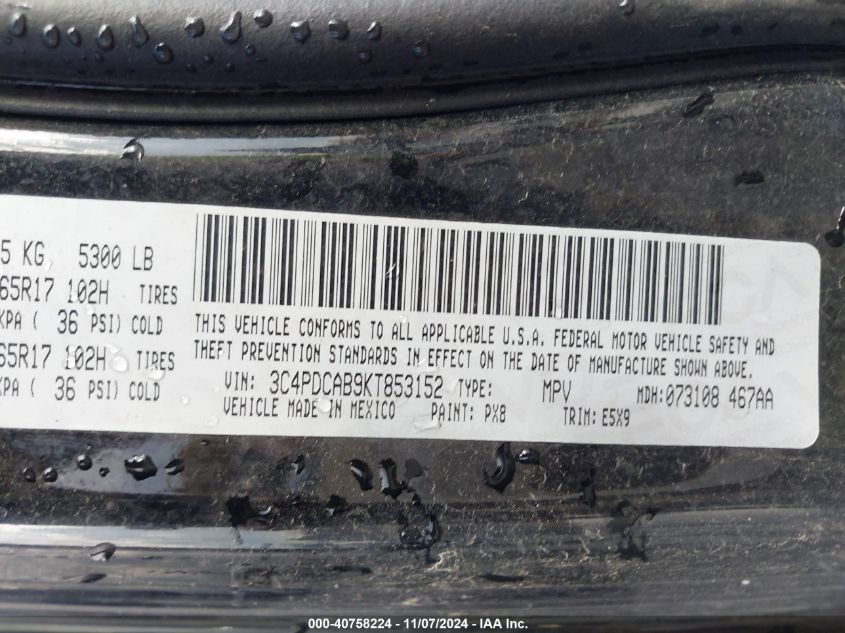 5 KG 5300 LB
65R17 102H TIRES
KPA ( 36 PSI) COLD
65R17 102H TIRES
KPA ( 36 PSI) COLD
THIS VEHICLE CONFORMS TO ALL APPLICABLE U.S.A. FEDERAL MOTOR VEHICLE SAFETY AND
THEFT PREVENTION STANDARDS IN EFFECT ON THE DATE OF MANUFACTURE SHOWN ABOVE.
VIN: 3C4PDCAB9KT853152 TYPE: MPV MDH:073108 467AA
VEHICLE MADE IN MEXICO PAINT: PX8 TRIM: E5X9
000-40758224 - 11/07/2024 - IAA Inc.